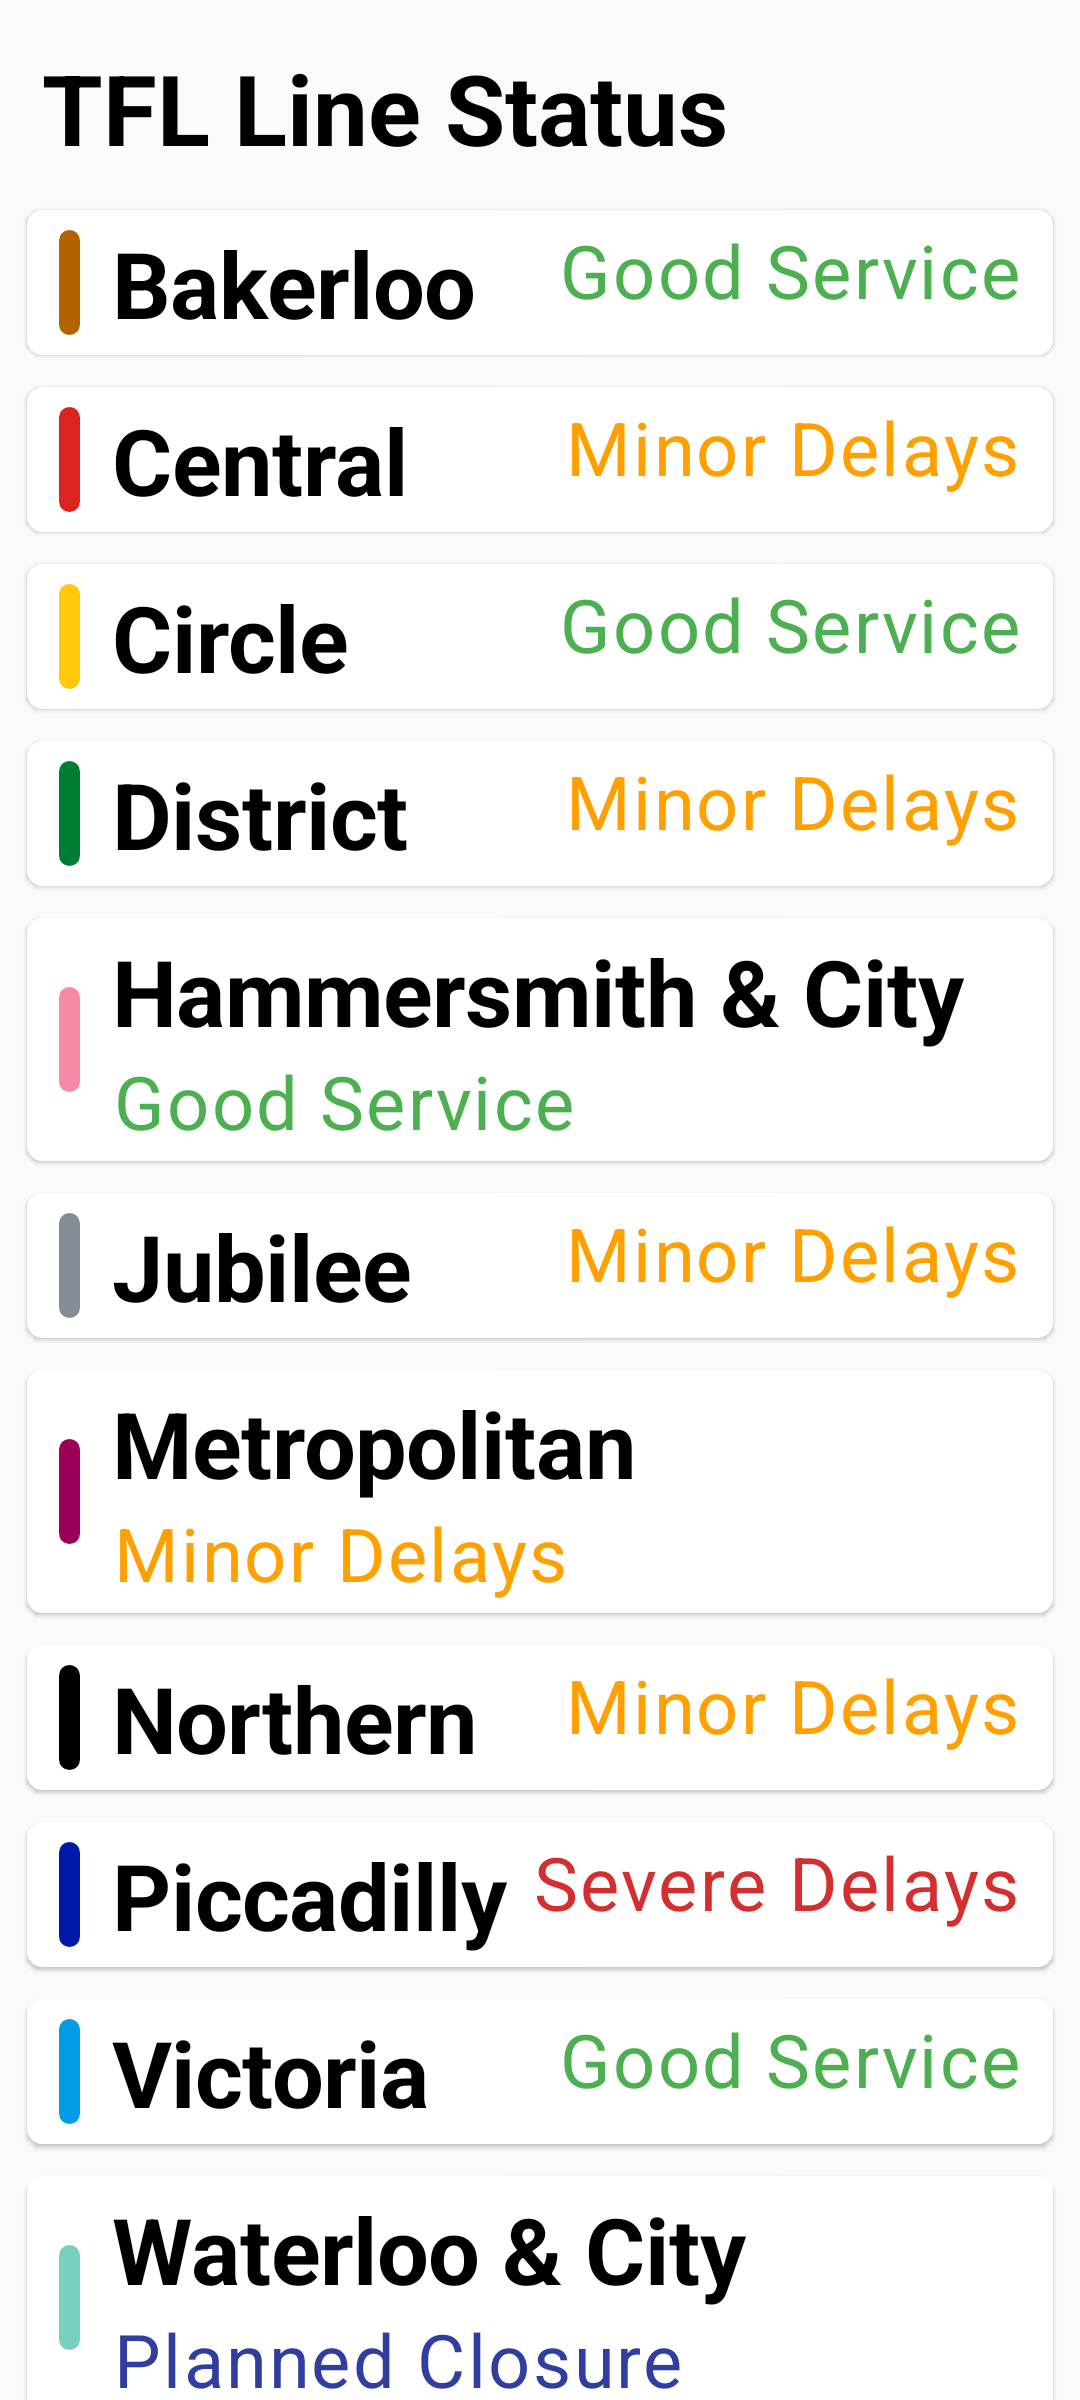 TFL Line Status
Bakerloo Good Service
Central Minor Delays
Circle Good Service
District Minor Delays
Hammersmith & City
Good Service
Jubilee Minor Delays
Metropolitan
Minor Delays
Northern Minor Delays
Piccadilly Severe Delays
Victoria Good Service
Waterloo & City
Planned Closure